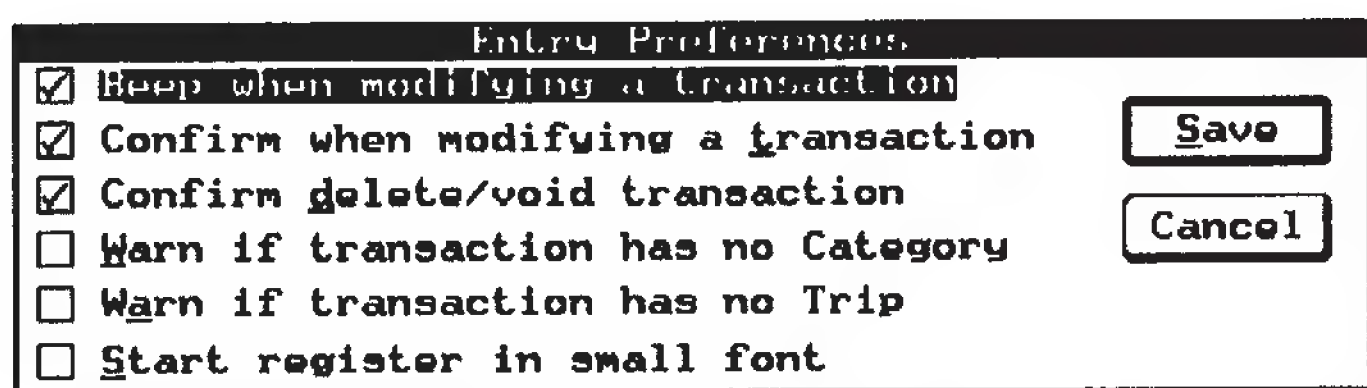 Entry Preferences
Beep when modifying a transaction
Confirm when modifying a transaction
Save
Confirm delete/void transaction
Warn if transaction has no Category
Cancel
Warn if transaction has no Trip
Start register in small font